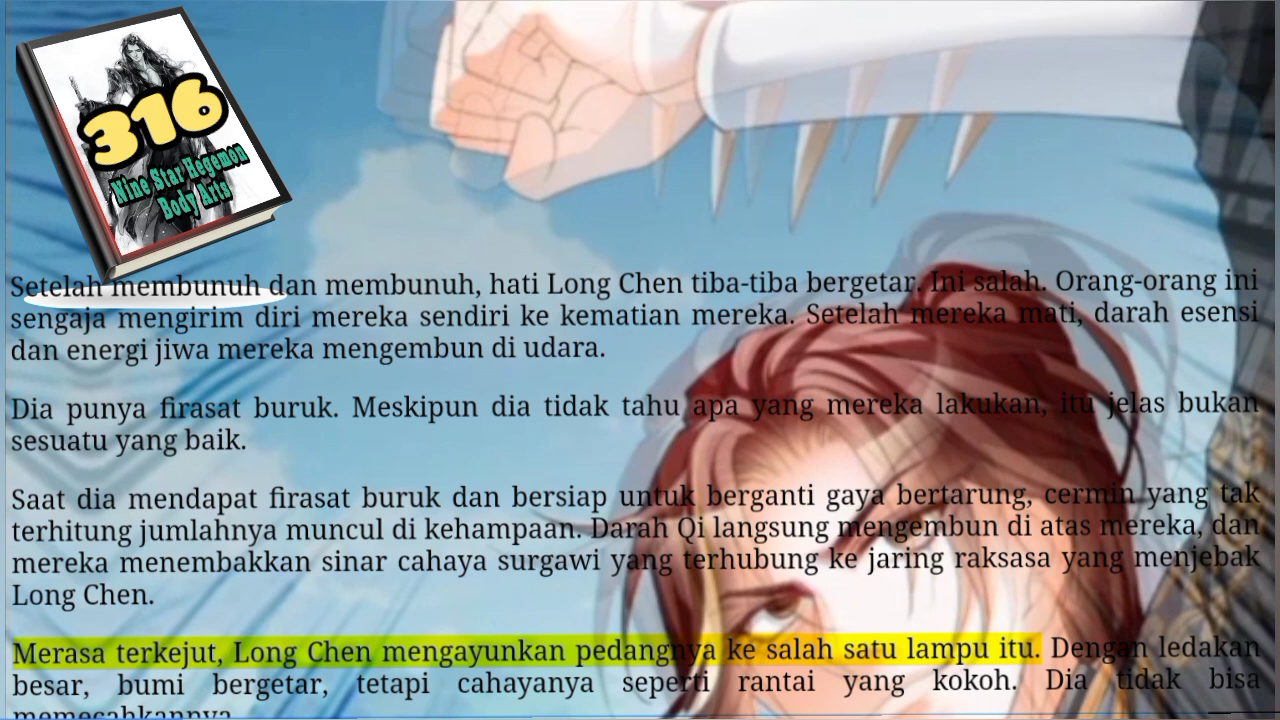 316
Nine Star Hegemon
Body Arts
Setelah membunuh dan membunuh, hati Long Chen tiba-tiba bergetar. Ini salah. Orang-orang ini
sengaja mengirim diri mereka sendiri ke kematian mereka. Setelah mereka mati, darah esensi
dan energi jiwa mereka mengembun di udara.
Dia punya firasat buruk. Meskipun dia tidak tahu apa yang mereka lakukan, itu jelas bukan
sesuatu yang baik.
Saat dia mendapat firasat buruk dan bersiap untuk berganti gaya bertarung, cermin yang tak
terhitung jumlahnya muncul di kehampaan. Darah Qi langsung mengembun di atas mereka, dan
mereka menembakkan sinar cahaya surgawi yang terhubung ke jaring raksasa yang menjebak
Long Chen.
Merasa terkejut, Long Chen mengayunkan pedangnya ke salah satu lampu itu. Dengan ledakan
besar, bumi bergetar, tetapi cahayanya seperti rantai yang kokoh. Dia tidak bisa
memecahkannya.